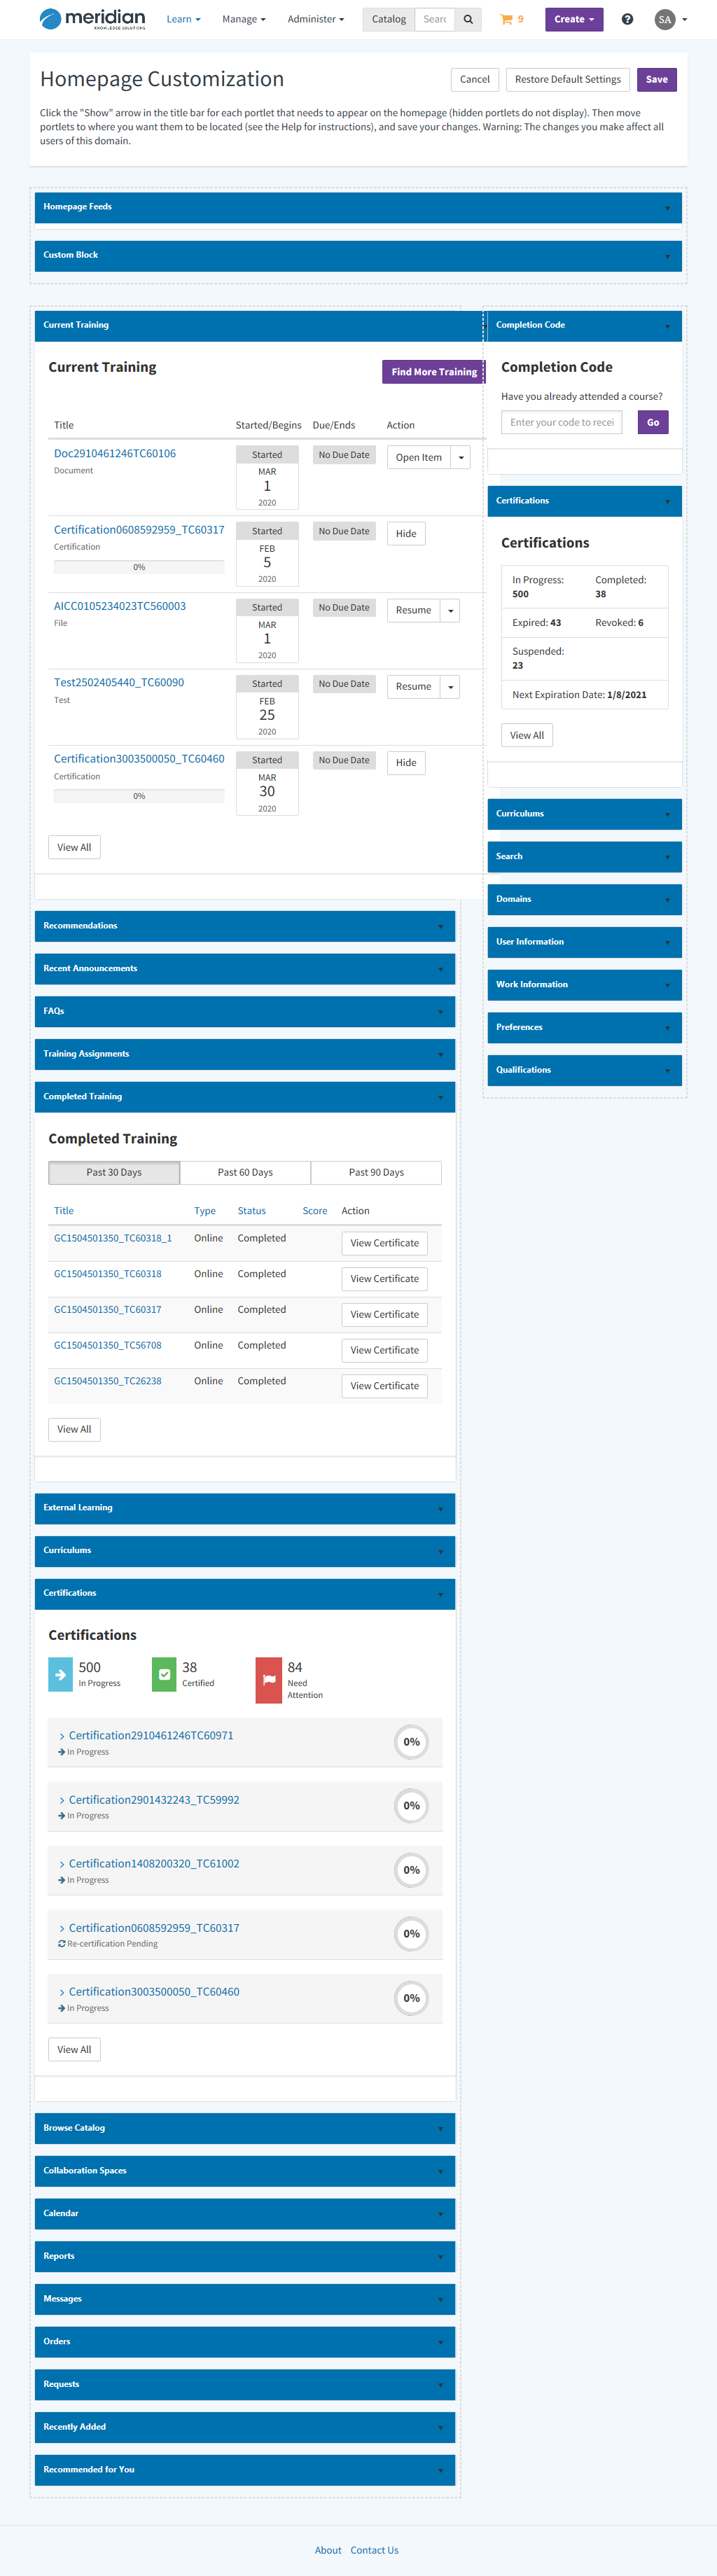 meridian
KNOWLEDGE SOLUTIONS
Learn Manage Administer Catalog Searc 9 Create SA
Homepage Customization
Cancel Restore Default Settings Save
Click the "Show" arrow in the title bar for each portlet that needs to appear on the homepage (hidden portlets do not display). Then move
portlets to where you want them to be located (see the Help for instructions), and save your changes. Warning: The changes you make affect all
users of this domain.
Homepage Feeds
Custom Block
Current Training
Current Training
Find More Training
Title Started/Begins Due/Ends Action
Doc2910461246TC60106
Document
Started
MAR
1
2020
No Due Date
Open Item
Certification0608592959_TC60317
Certification
0%
Started
FEB
5
2020
No Due Date
Hide
AICC0105234023TC560003
File
Started
MAR
1
2020
No Due Date
Resume
Test2502405440_TC60090
Test
Started
FEB
25
2020
No Due Date
Resume
Certification3003500050_TC60460
Certification
0%
Started
MAR
30
2020
No Due Date
Hide
View All
Completion Code
Completion Code
Have you already attended a course?
Enter your code to recei
Go
Certifications
Certifications
In Progress: Completed:
500 38
Expired: 43 Revoked: 6
Suspended:
23
Next Expiration Date: 1/8/2021
View All
Curriculums
Search
Domains
User Information
Work Information
Preferences
Qualifications
Recommendations
Recent Announcements
FAQs
Training Assignments
Completed Training
Completed Training
Past 30 Days Past 60 Days Past 90 Days
Title Type Status Score Action
GC1504501350_TC60318_1 Online Completed View Certificate
GC1504501350_TC60318 Online Completed View Certificate
GC1504501350_TC60317 Online Completed View Certificate
GC1504501350_TC56708 Online Completed View Certificate
GC1504501350_TC26238 Online Completed View Certificate
View All
External Learning
Curriculums
Certifications
Certifications
500 38 84
In Progress Certified Need
Attention
Certification2910461246TC60971
In Progress
0%
Certification2901432243_TC59992
In Progress
0%
Certification1408200320_TC61002
In Progress
0%
Certification0608592959_TC60317
Re-certification Pending
0%
Certification3003500050_TC60460
In Progress
0%
View All
Browse Catalog
Collaboration Spaces
Calendar
Reports
Messages
Orders
Requests
Recently Added
Recommended for You
About Contact Us